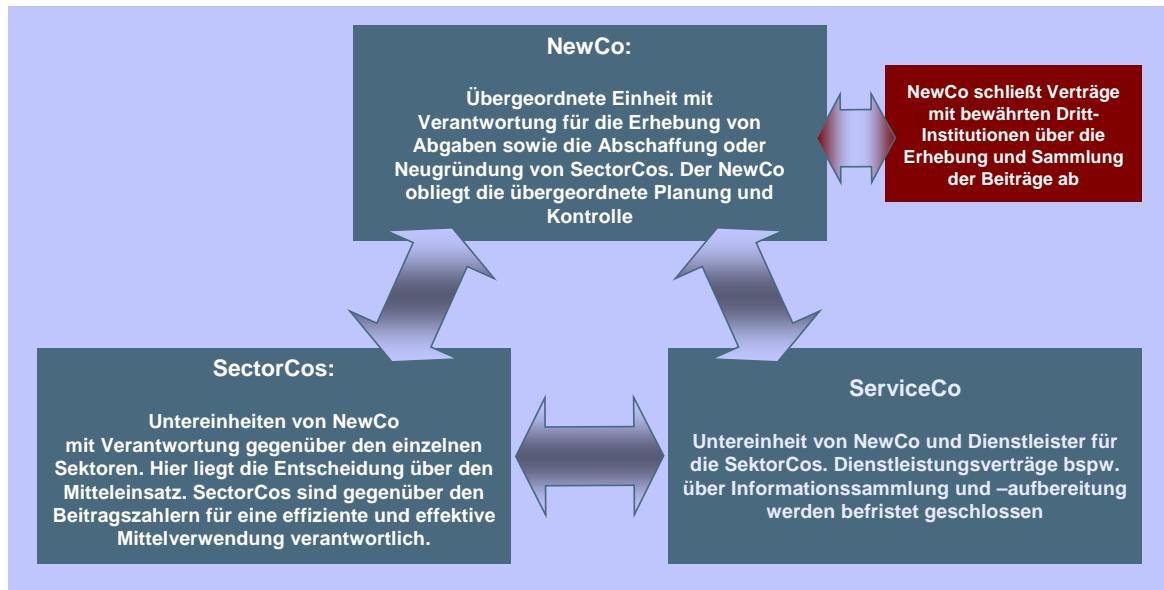 NewCo:
Übergeordnete Einheit mit
Verantwortung für die Erhebung von
Abgaben sowie die Abschaffung oder
Neugründung von SectorCos. Der NewCo
obliegt die übergeordnete Planung und
Kontrolle
NewCo schließt Verträge
mit bewährten Dritt-
Institutionen über die
Erhebung und Sammlung
der Beiträge ab
SectorCos:
Untereinheiten von NewCo
mit Verantwortung gegenüber den einzelnen
Sektoren. Hier liegt die Entscheidung über den
Mitteleinsatz. SectorCos sind gegenüber den
Beitragszahlern für eine effiziente und effektive
Mittelverwendung verantwortlich.
ServiceCo
Untereinheit von NewCo und Dienstleister für
die SektorCos. Dienstleistungsverträge bspw.
über Informationssammlung und –aufbereitung
werden befristet geschlossen